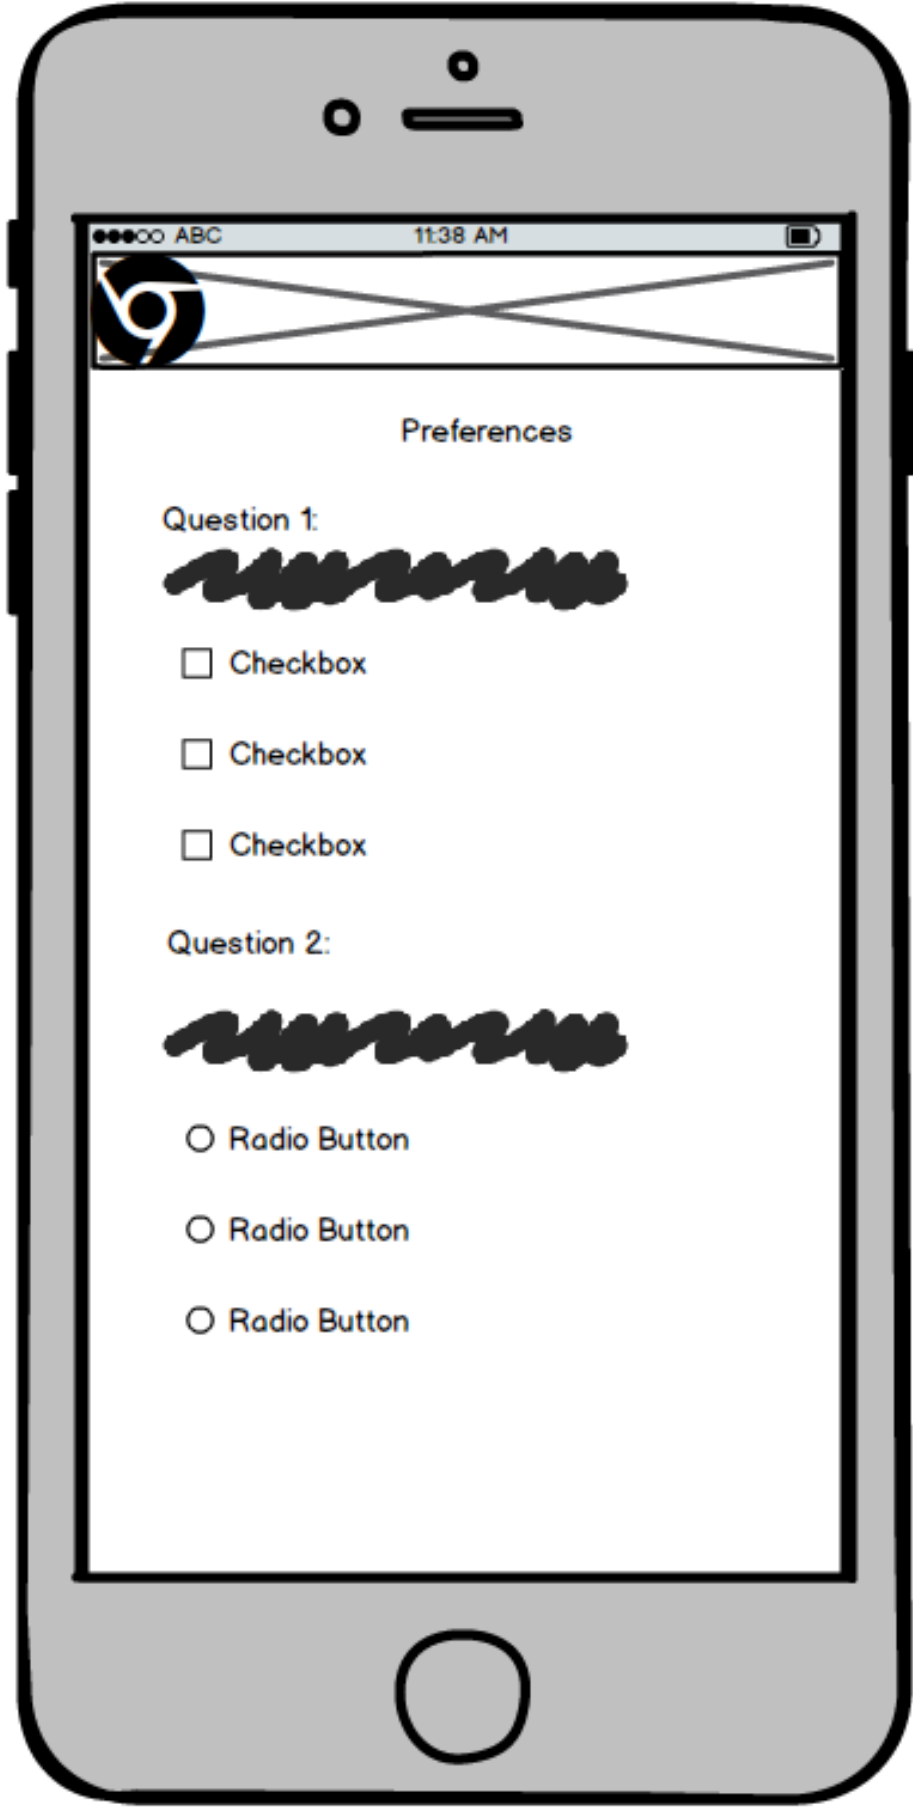 ABC 11:38 AM
Preferences
Question 1:
Checkbox
Checkbox
Checkbox
Question 2:
Radio Button
Radio Button
Radio Button